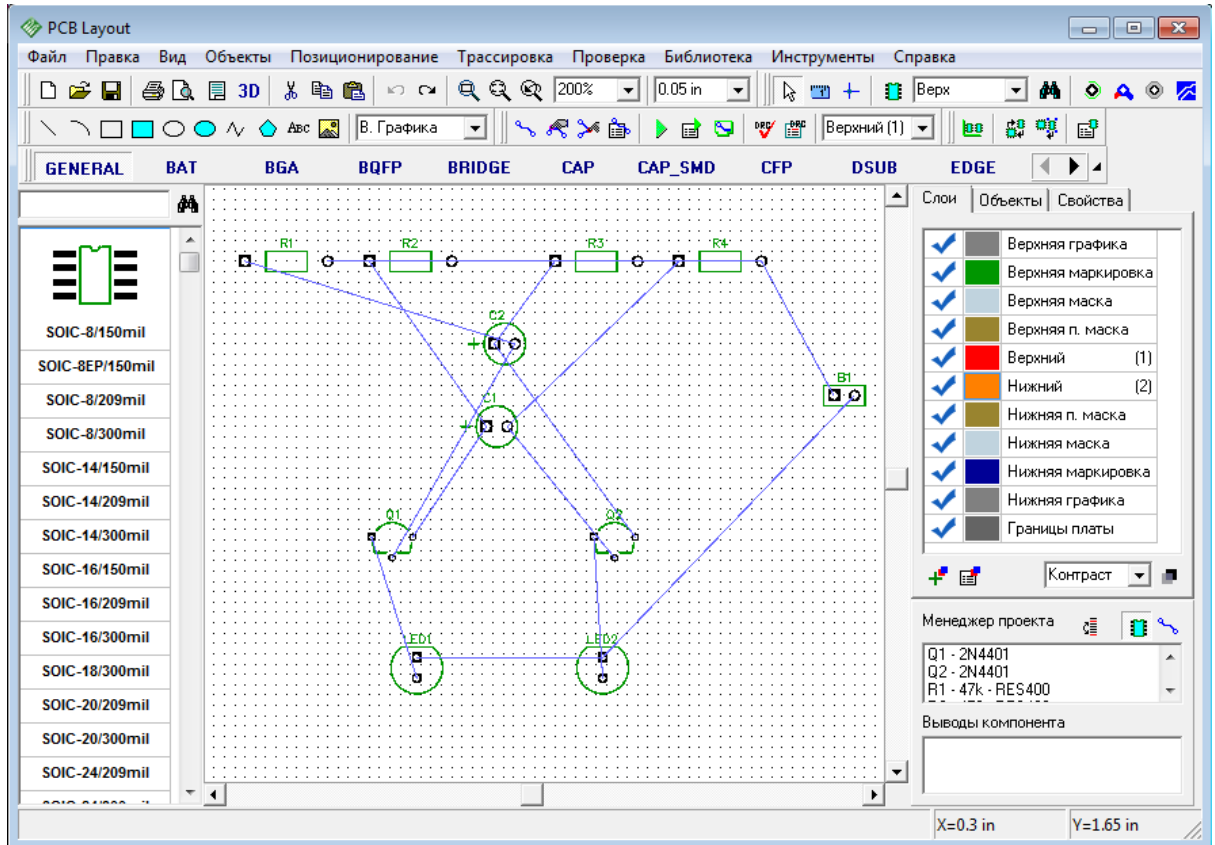 PCB Layout
Файл Правка Вид Объекты Позиционирование Трассировка Проверка Библиотека Инструменты Справка
3D 200% 0.05 in Верх
ABC В. Графика DRC DRC Верхний (1)
GENERAL BAT BGA BQFP BRIDGE CAP CAP_SMD CFP DSUB EDGE
SOIC-8/150mil
SOIC-8EP/150mil
SOIC-8/209mil
SOIC-8/300mil
SOIC-14/150mil
SOIC-14/209mil
SOIC-14/300mil
SOIC-16/150mil
SOIC-16/209mil
SOIC-16/300mil
SOIC-18/300mil
SOIC-20/209mil
SOIC-20/300mil
SOIC-24/209mil
R1 R2 R3 R4
C2
B1
C1
Q1 Q2
LED1 LED2
Слои Объекты Свойства
Верхняя графика
Верхняя маркировка
Верхняя маска
Верхняя п. маска
Верхний (1)
Нижний (2)
Нижняя п. маска
Нижняя маска
Нижняя маркировка
Нижняя графика
Границы платы
Контраст
Менеджер проекта
Q1 - 2N4401
Q2 - 2N4401
R1 - 47k - RES400
Выводы компонента
X=0.3 in Y=1.65 in